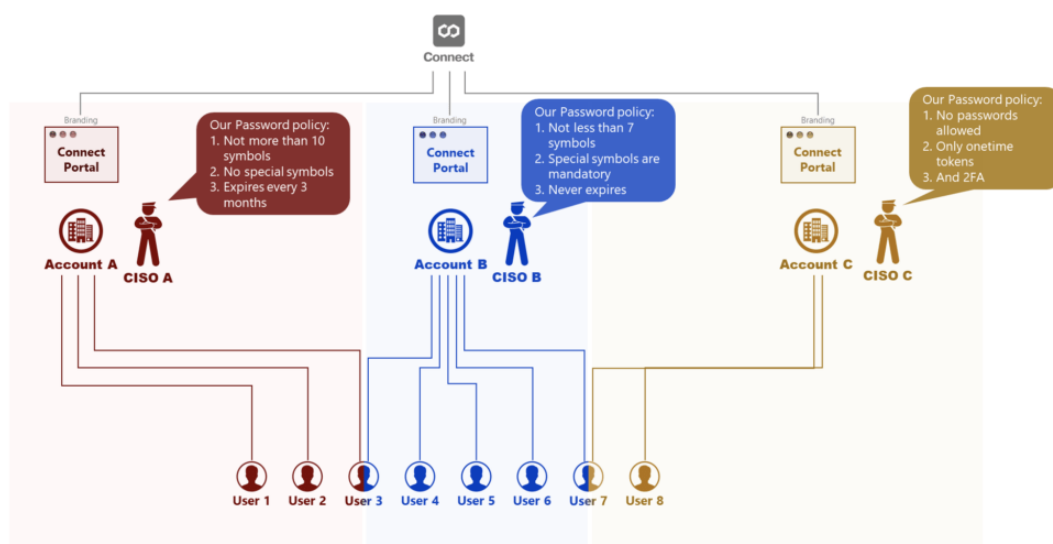 Connect
Branding
Connect
Portal
Our Password policy:
1. Not more than 10
symbols
2. No special symbols
3. Expires every 3
months
Account A
CISO A
Branding
Connect
Portal
Our Password policy:
1. Not less than 7
symbols
2. Special symbols are
mandatory
3. Never expires
Account B
CISO B
Branding
Connect
Portal
Our Password policy:
1. No passwords
allowed
2. Only onetime
tokens
3. And 2FA
Account C
CISO C
User 1
User 2
User 3
User 4
User 5
User 6
User 7
User 8